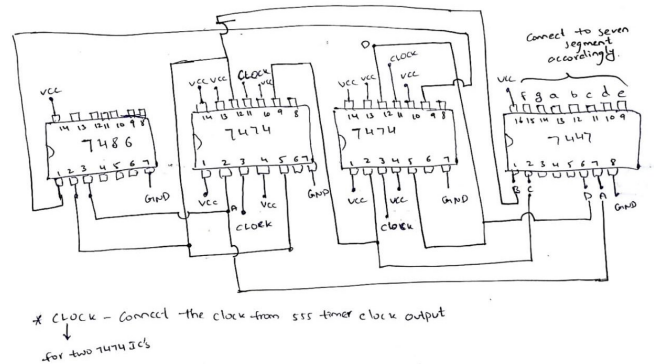 Connect to seven
segment
accordingly.
D
CLOCK
VCC VCC CLOCK VCC
VCC VCC VCC
VCC f g a b c d e
VCC
14 13 12 11 10 9 8
14 13 12 11 10 9 8
14 13 12 11 10 9 8
16 15 14 13 12 11 10 9
7486
7474
7474
7447
1 2 3 4 5 6 7
1 2 3 4 5 6 7
1 2 3 4 5 6 7
1 2 3 4 5 6 7 8
GND
VCC A VCC GND
CLOCK
VCC VCC GND
CLOCK
B C D A GND
* CLOCK - Connect the clock from 555 timer clock output
for two 7474 IC's